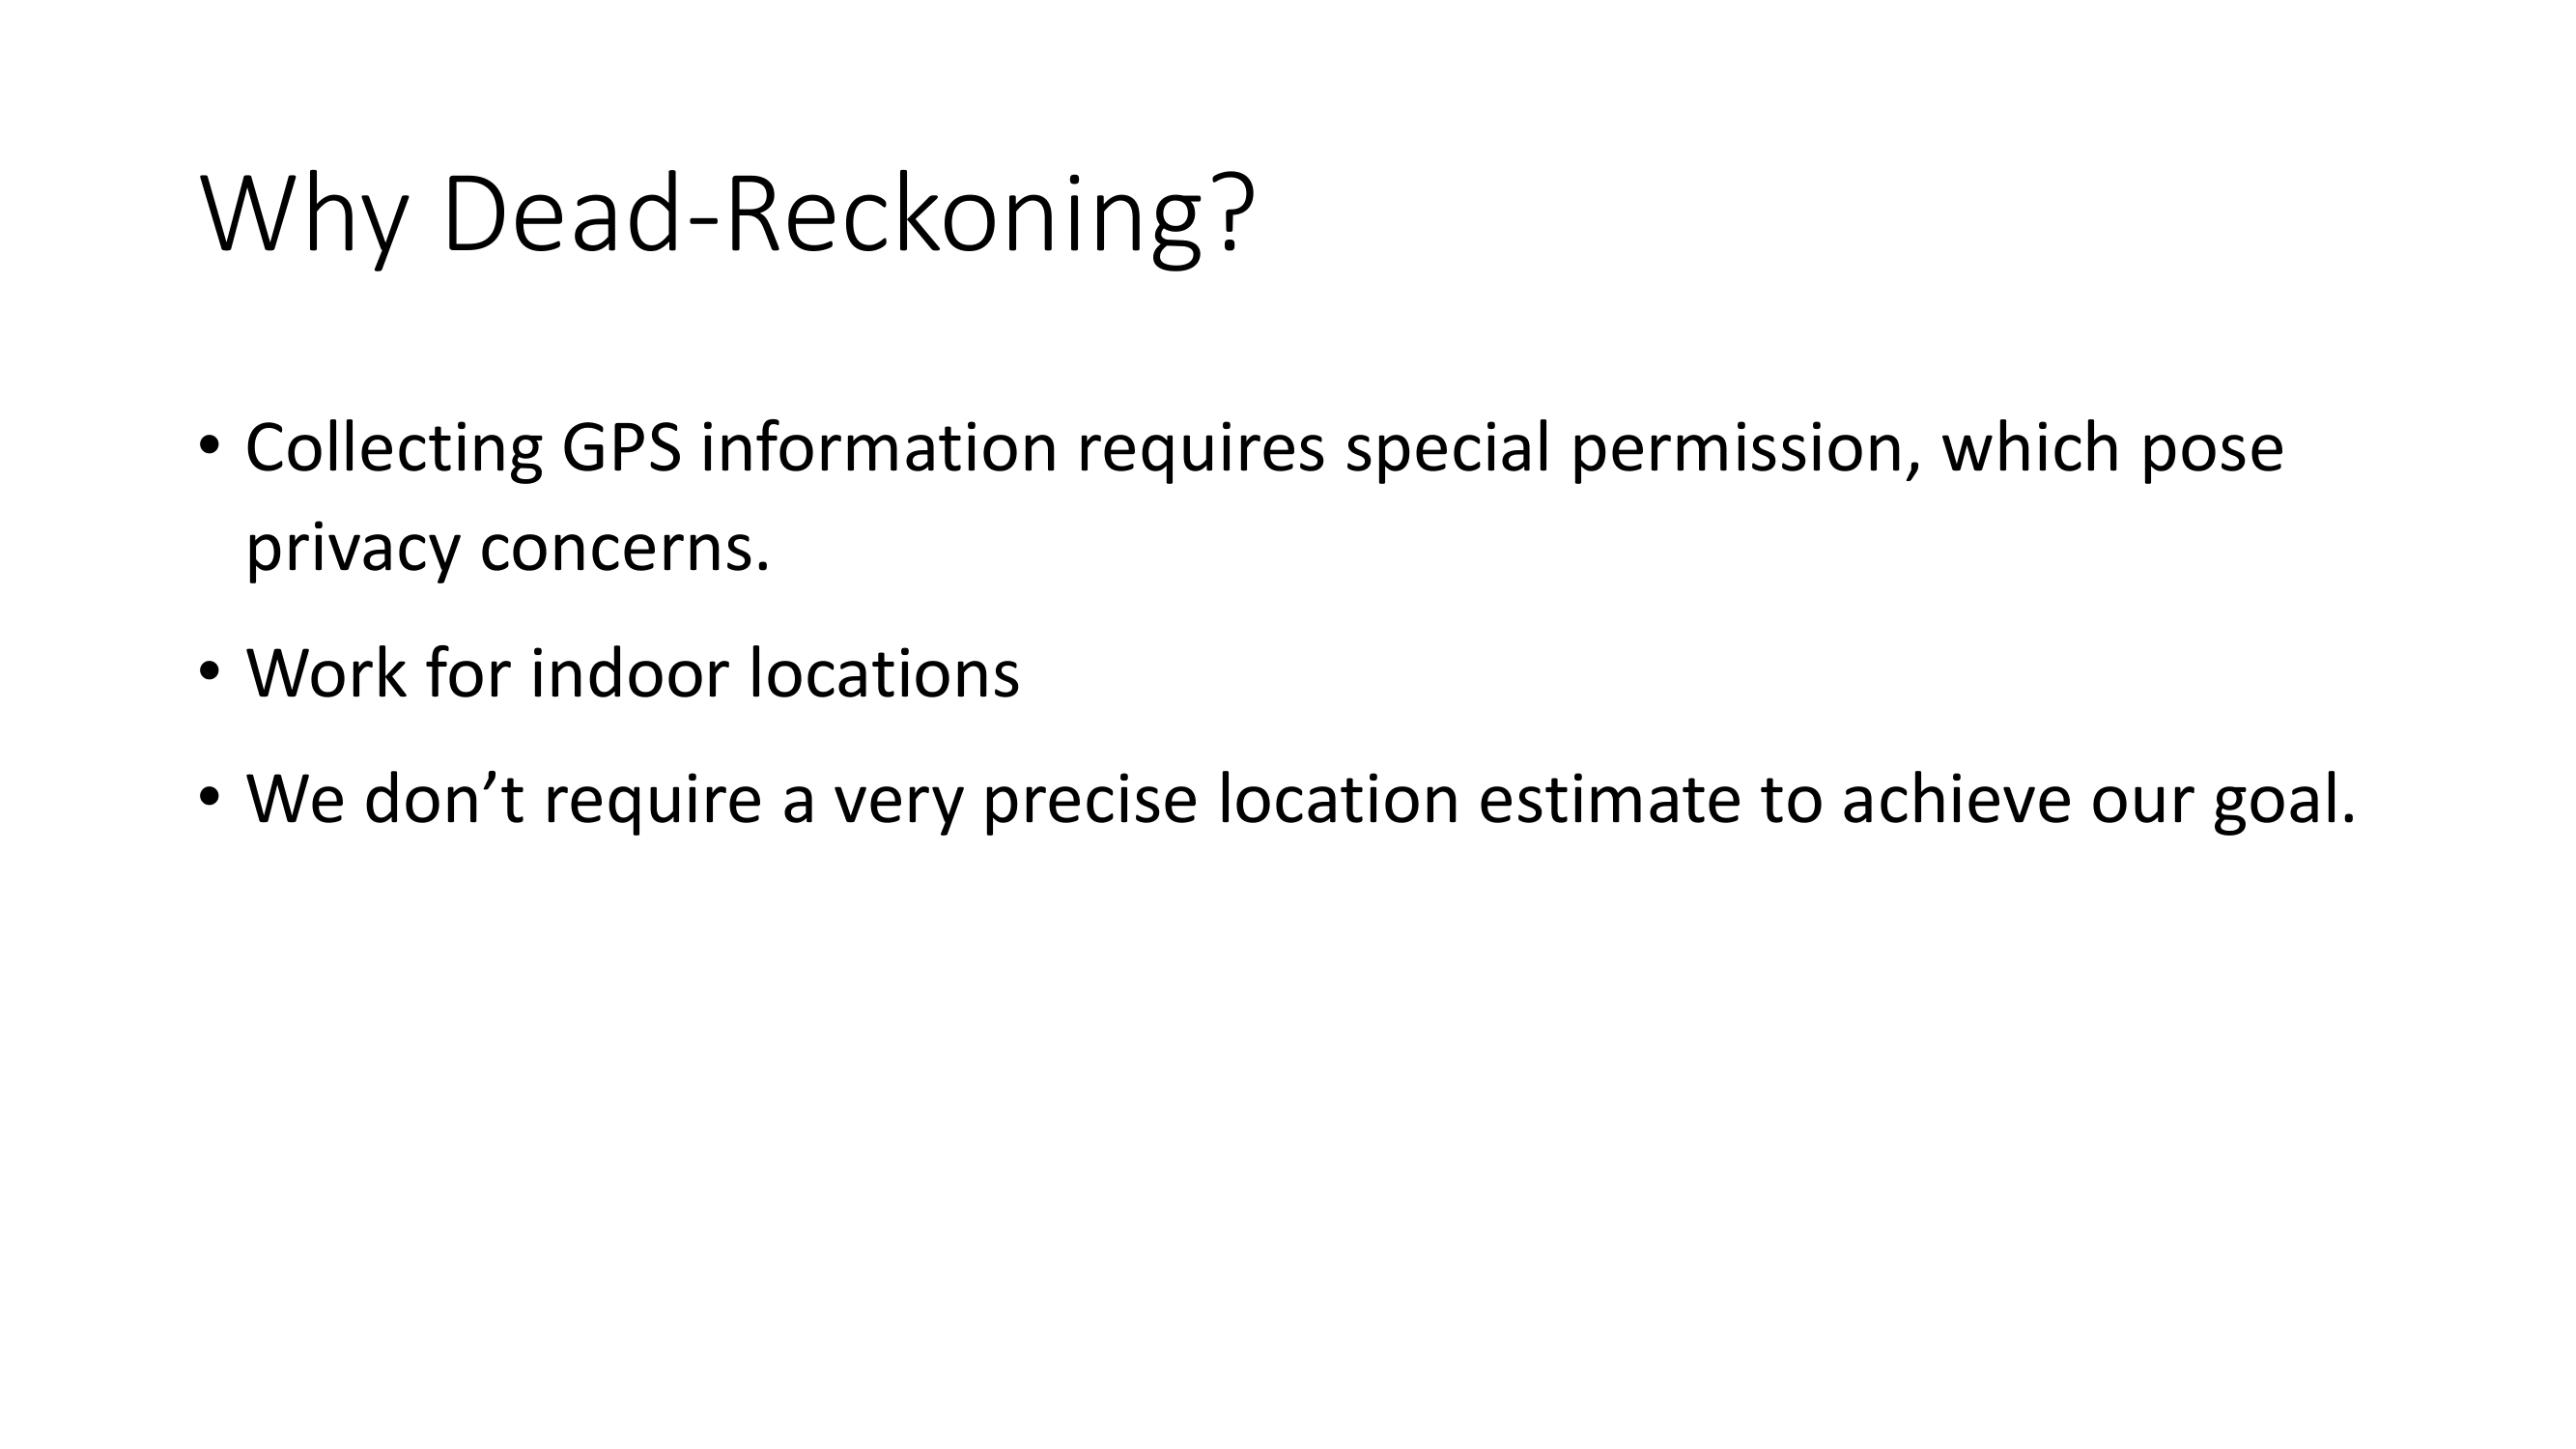 Why Dead-Reckoning?
• Collecting GPS information requires special permission, which pose
privacy concerns.
• Work for indoor locations
• We don’t require a very precise location estimate to achieve our goal.